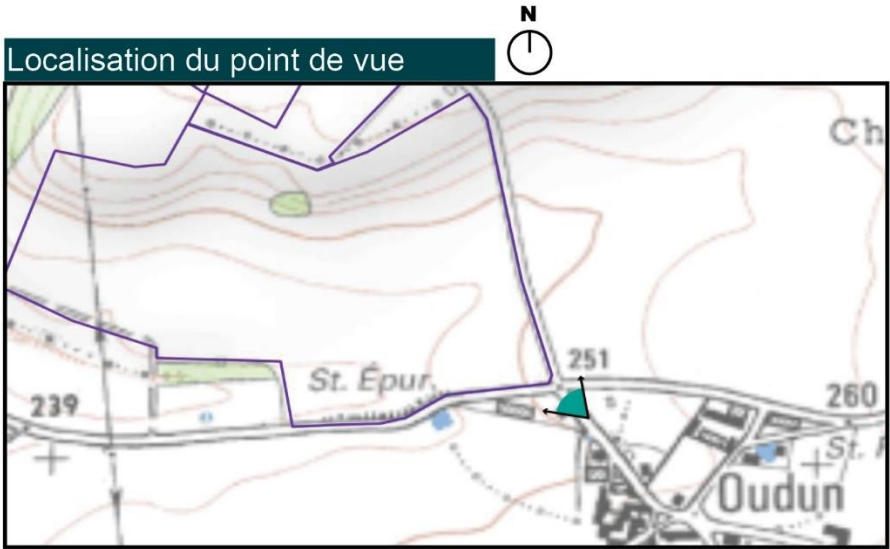 N
Localisation du point de vue
Ch
251
St. Épur.
239
260
St.
Oudun